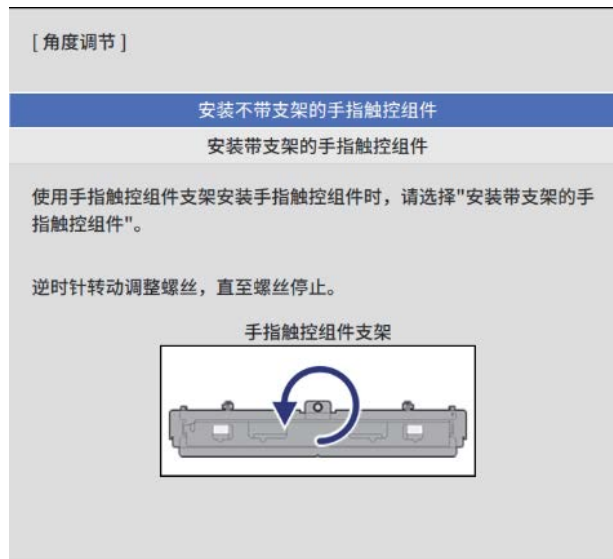 [ 角度调节 ]
安装不带支架的手指触控组件
安装带支架的手指触控组件
使用手指触控组件支架安装手指触控组件时，请选择"安装带支架的手
指触控组件"。
逆时针转动调整螺丝，直至螺丝停止。
手指触控组件支架